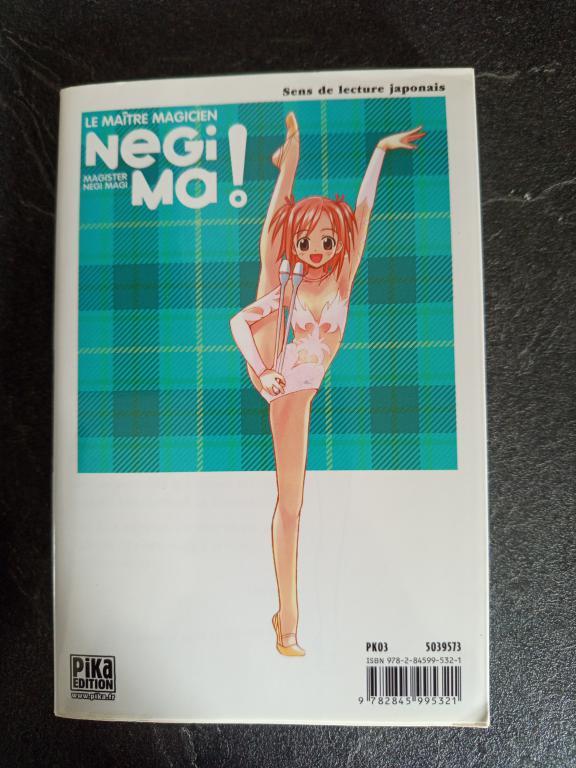 Sens de lecture japonais
LE MAÎTRE MAGICIEN
NeGi
MAGISTER
NEGI MAGI
Ma!
PK03 5039573
ISBN 978-2-84599-532-1
PiKa
EDITION
www.pika.fr
9 782845 995321